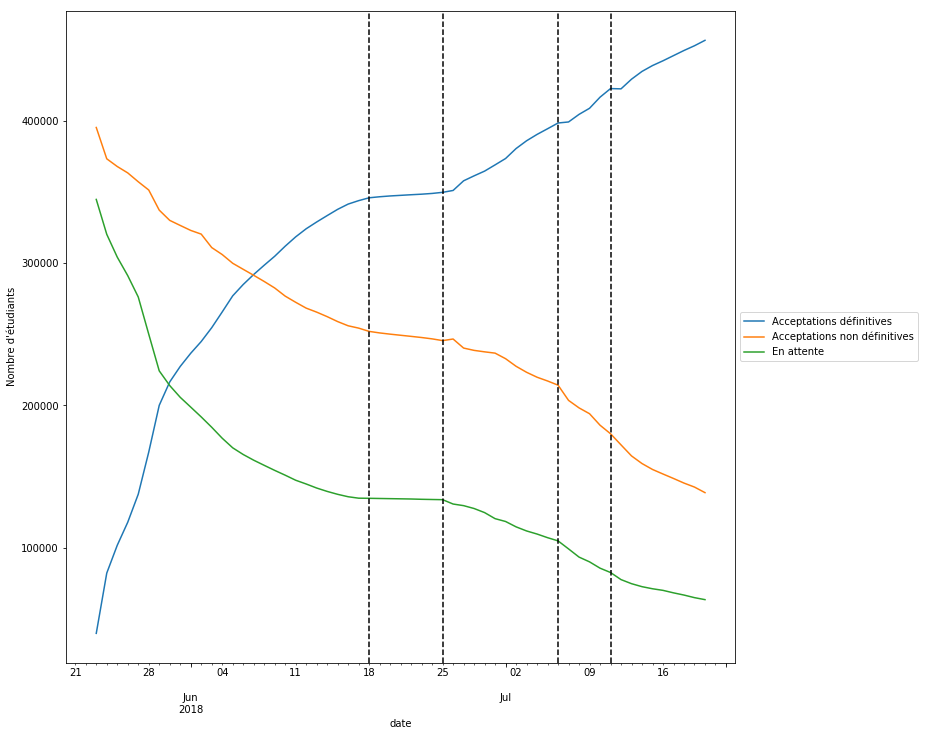 400000
300000
200000
100000
Nombre d'étudiants
21 28 04 11 18 25 02 09 16
Jun Jul
2018
date
Acceptations définitives
Acceptations non définitives
En attente